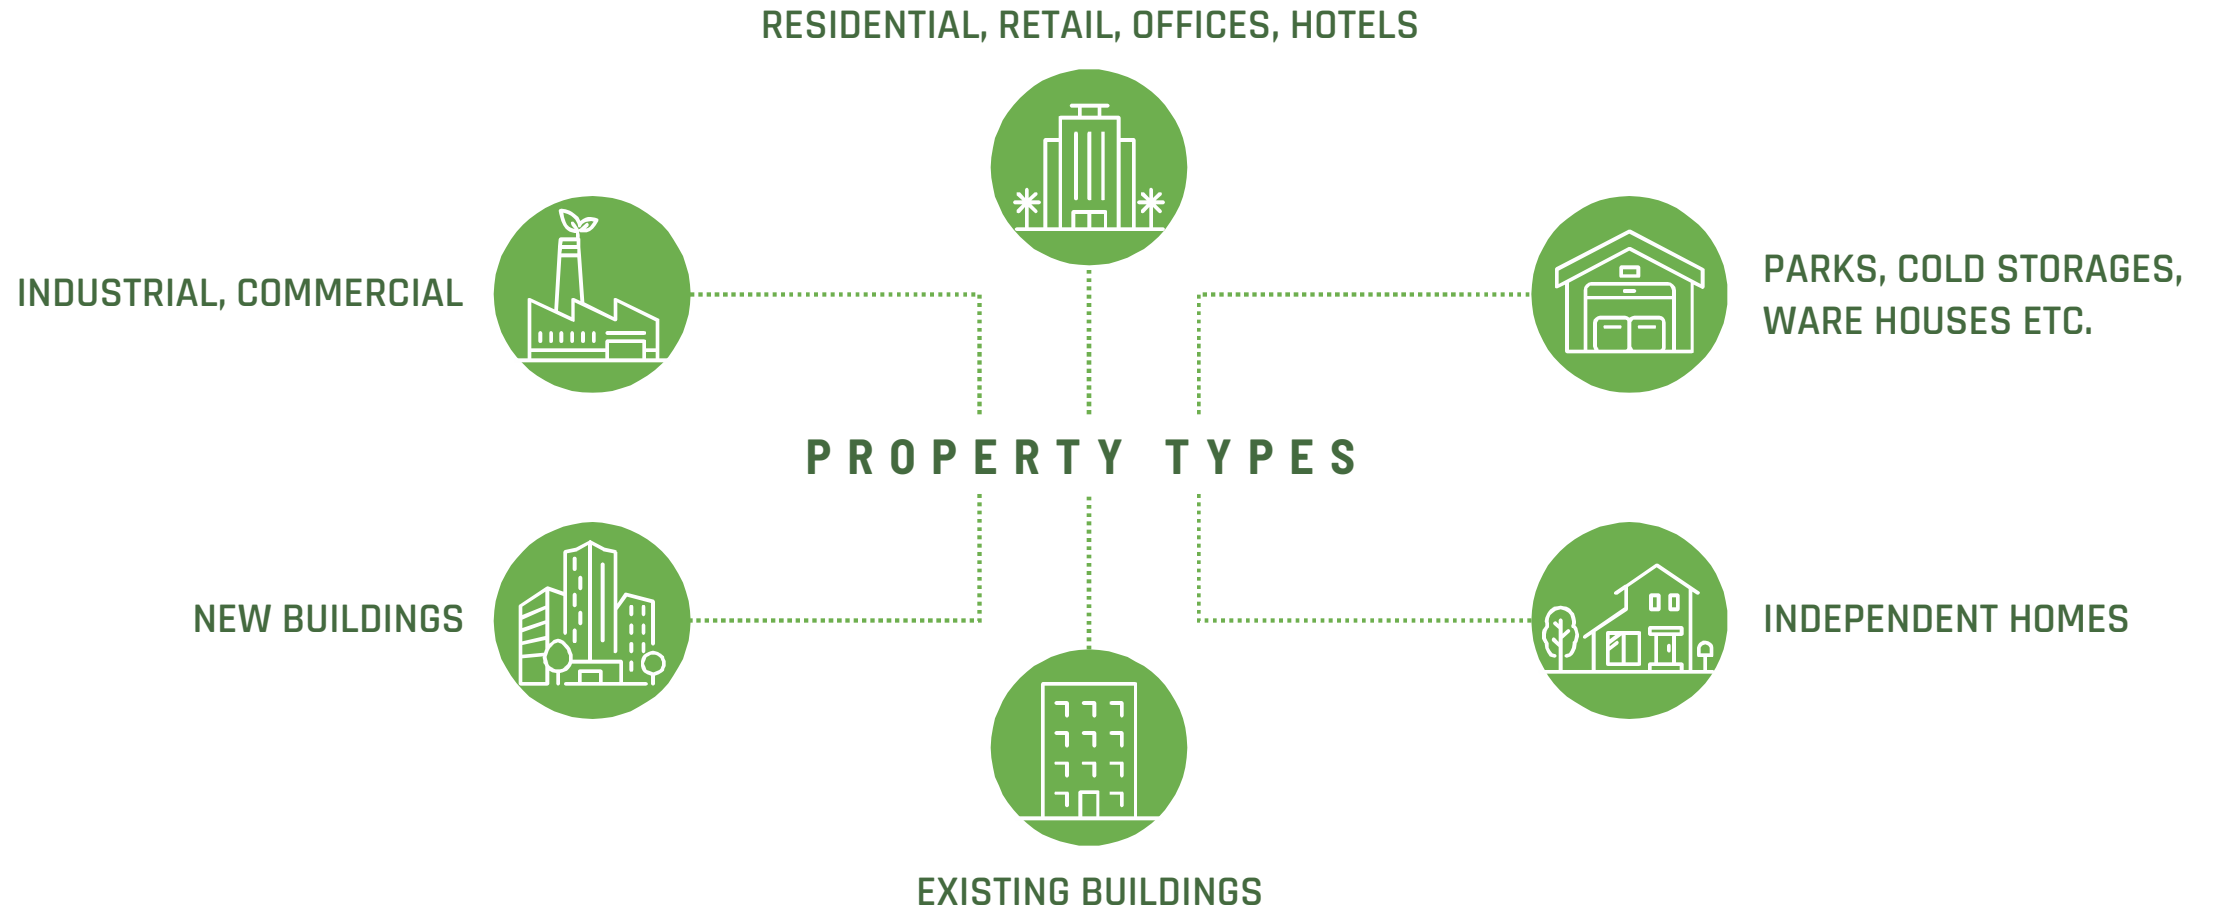 RESIDENTIAL, RETAIL, OFFICES, HOTELS
INDUSTRIAL, COMMERCIAL
PARKS, COLD STORAGES,
WARE HOUSES ETC.
PROPERTY TYPES
NEW BUILDINGS
INDEPENDENT HOMES
EXISTING BUILDINGS